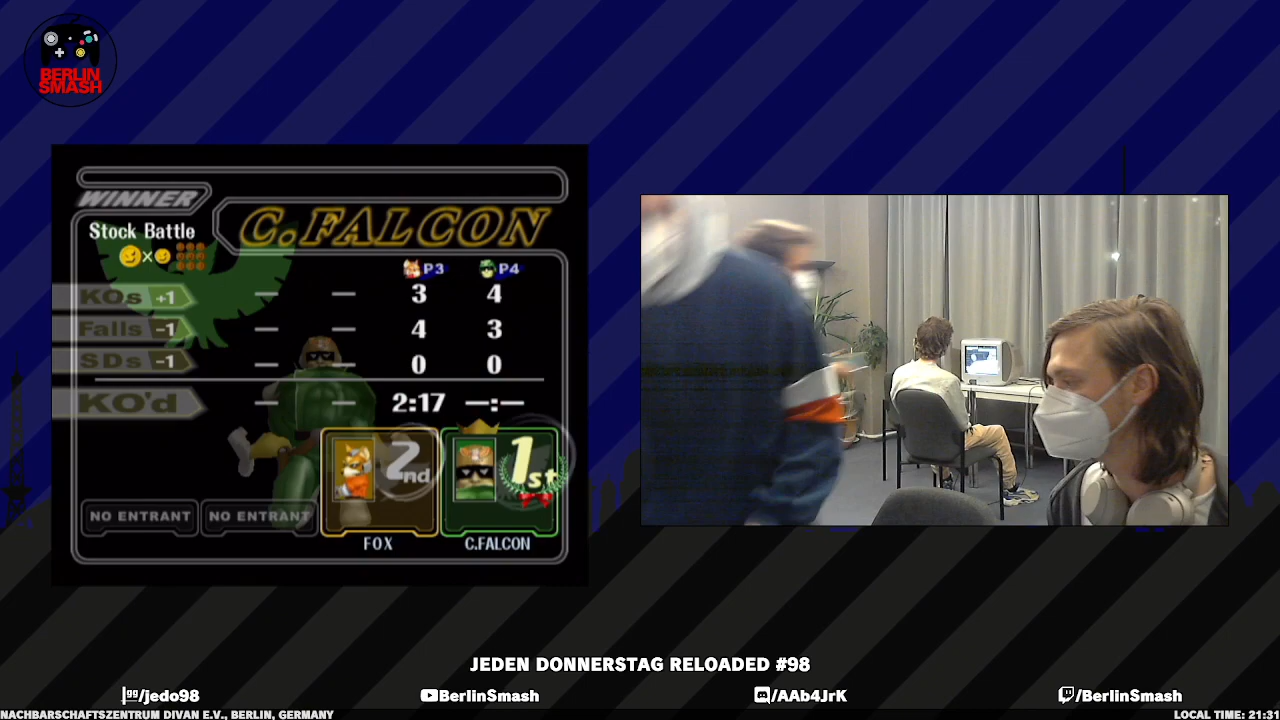 BERLIN
SMASH
WINNER
C.FALCON
Stock Battle
P3 P4
KOs +1 — — 3 4
Falls -1 — — 4 3
SDs -1 — — 0 0
KO'd — — 2:17 —:—
2nd 1st
NO ENTRANT NO ENTRANT
FOX C.FALCON
JEDEN DONNERSTAG RELOADED #98
gg/jedo98 BerlinSmash /AAb4JrK /BerlinSmash
NACHBARSCHAFTSZENTRUM DIVAN E.V., BERLIN, GERMANY LOCAL TIME: 21:31